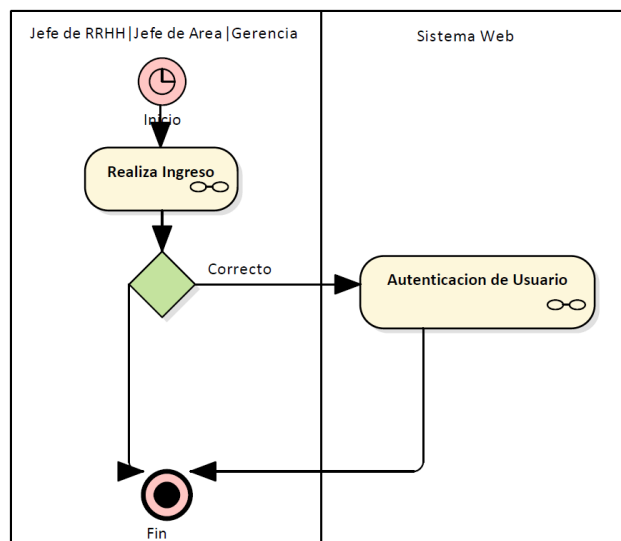 Jefe de RRHH|Jefe de Area|Gerencia
Sistema Web
Inicio
Realiza Ingreso
Correcto
Autenticacion de Usuario
Fin